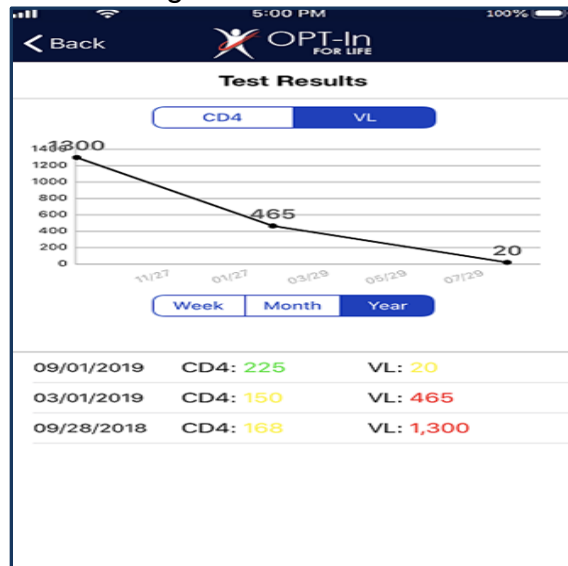 5:00 PM 100%
Back OPT-In
FOR LIFE
Test Results
CD4 VL
1400
1300
1200
1000
800
600
465
400
200
20
0
11/27 01/27 03/29 05/29 07/29
Week Month Year
09/01/2019 CD4: 225 VL: 20
03/01/2019 CD4: 150 VL: 465
09/28/2018 CD4: 168 VL: 1,300